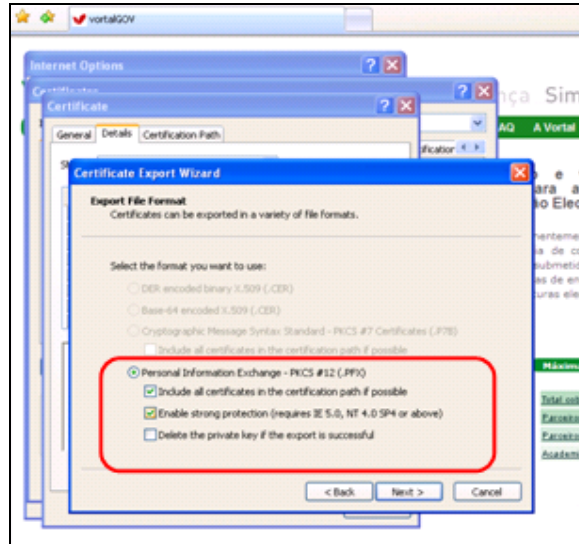 vortalGOV
Internet Options
Certificate
General Details Certification Path
AQ A Vortal
Certificate Export Wizard
Export File Format
Certificates can be exported in a variety of file formats.
Select the format you want to use:
DER encoded binary X.509 (.CER)
Base-64 encoded X.509 (.CER)
Cryptographic Message Syntax Standard - PKCS #7 Certificates (.P7B)
Include all certificates in the certification path if possible
Personal Information Exchange - PKCS #12 (.PFX)
Include all certificates in the certification path if possible
Enable strong protection (requires IE 5.0, NT 4.0 SP4 or above)
Delete the private key if the export is successful
< Back Next > Cancel